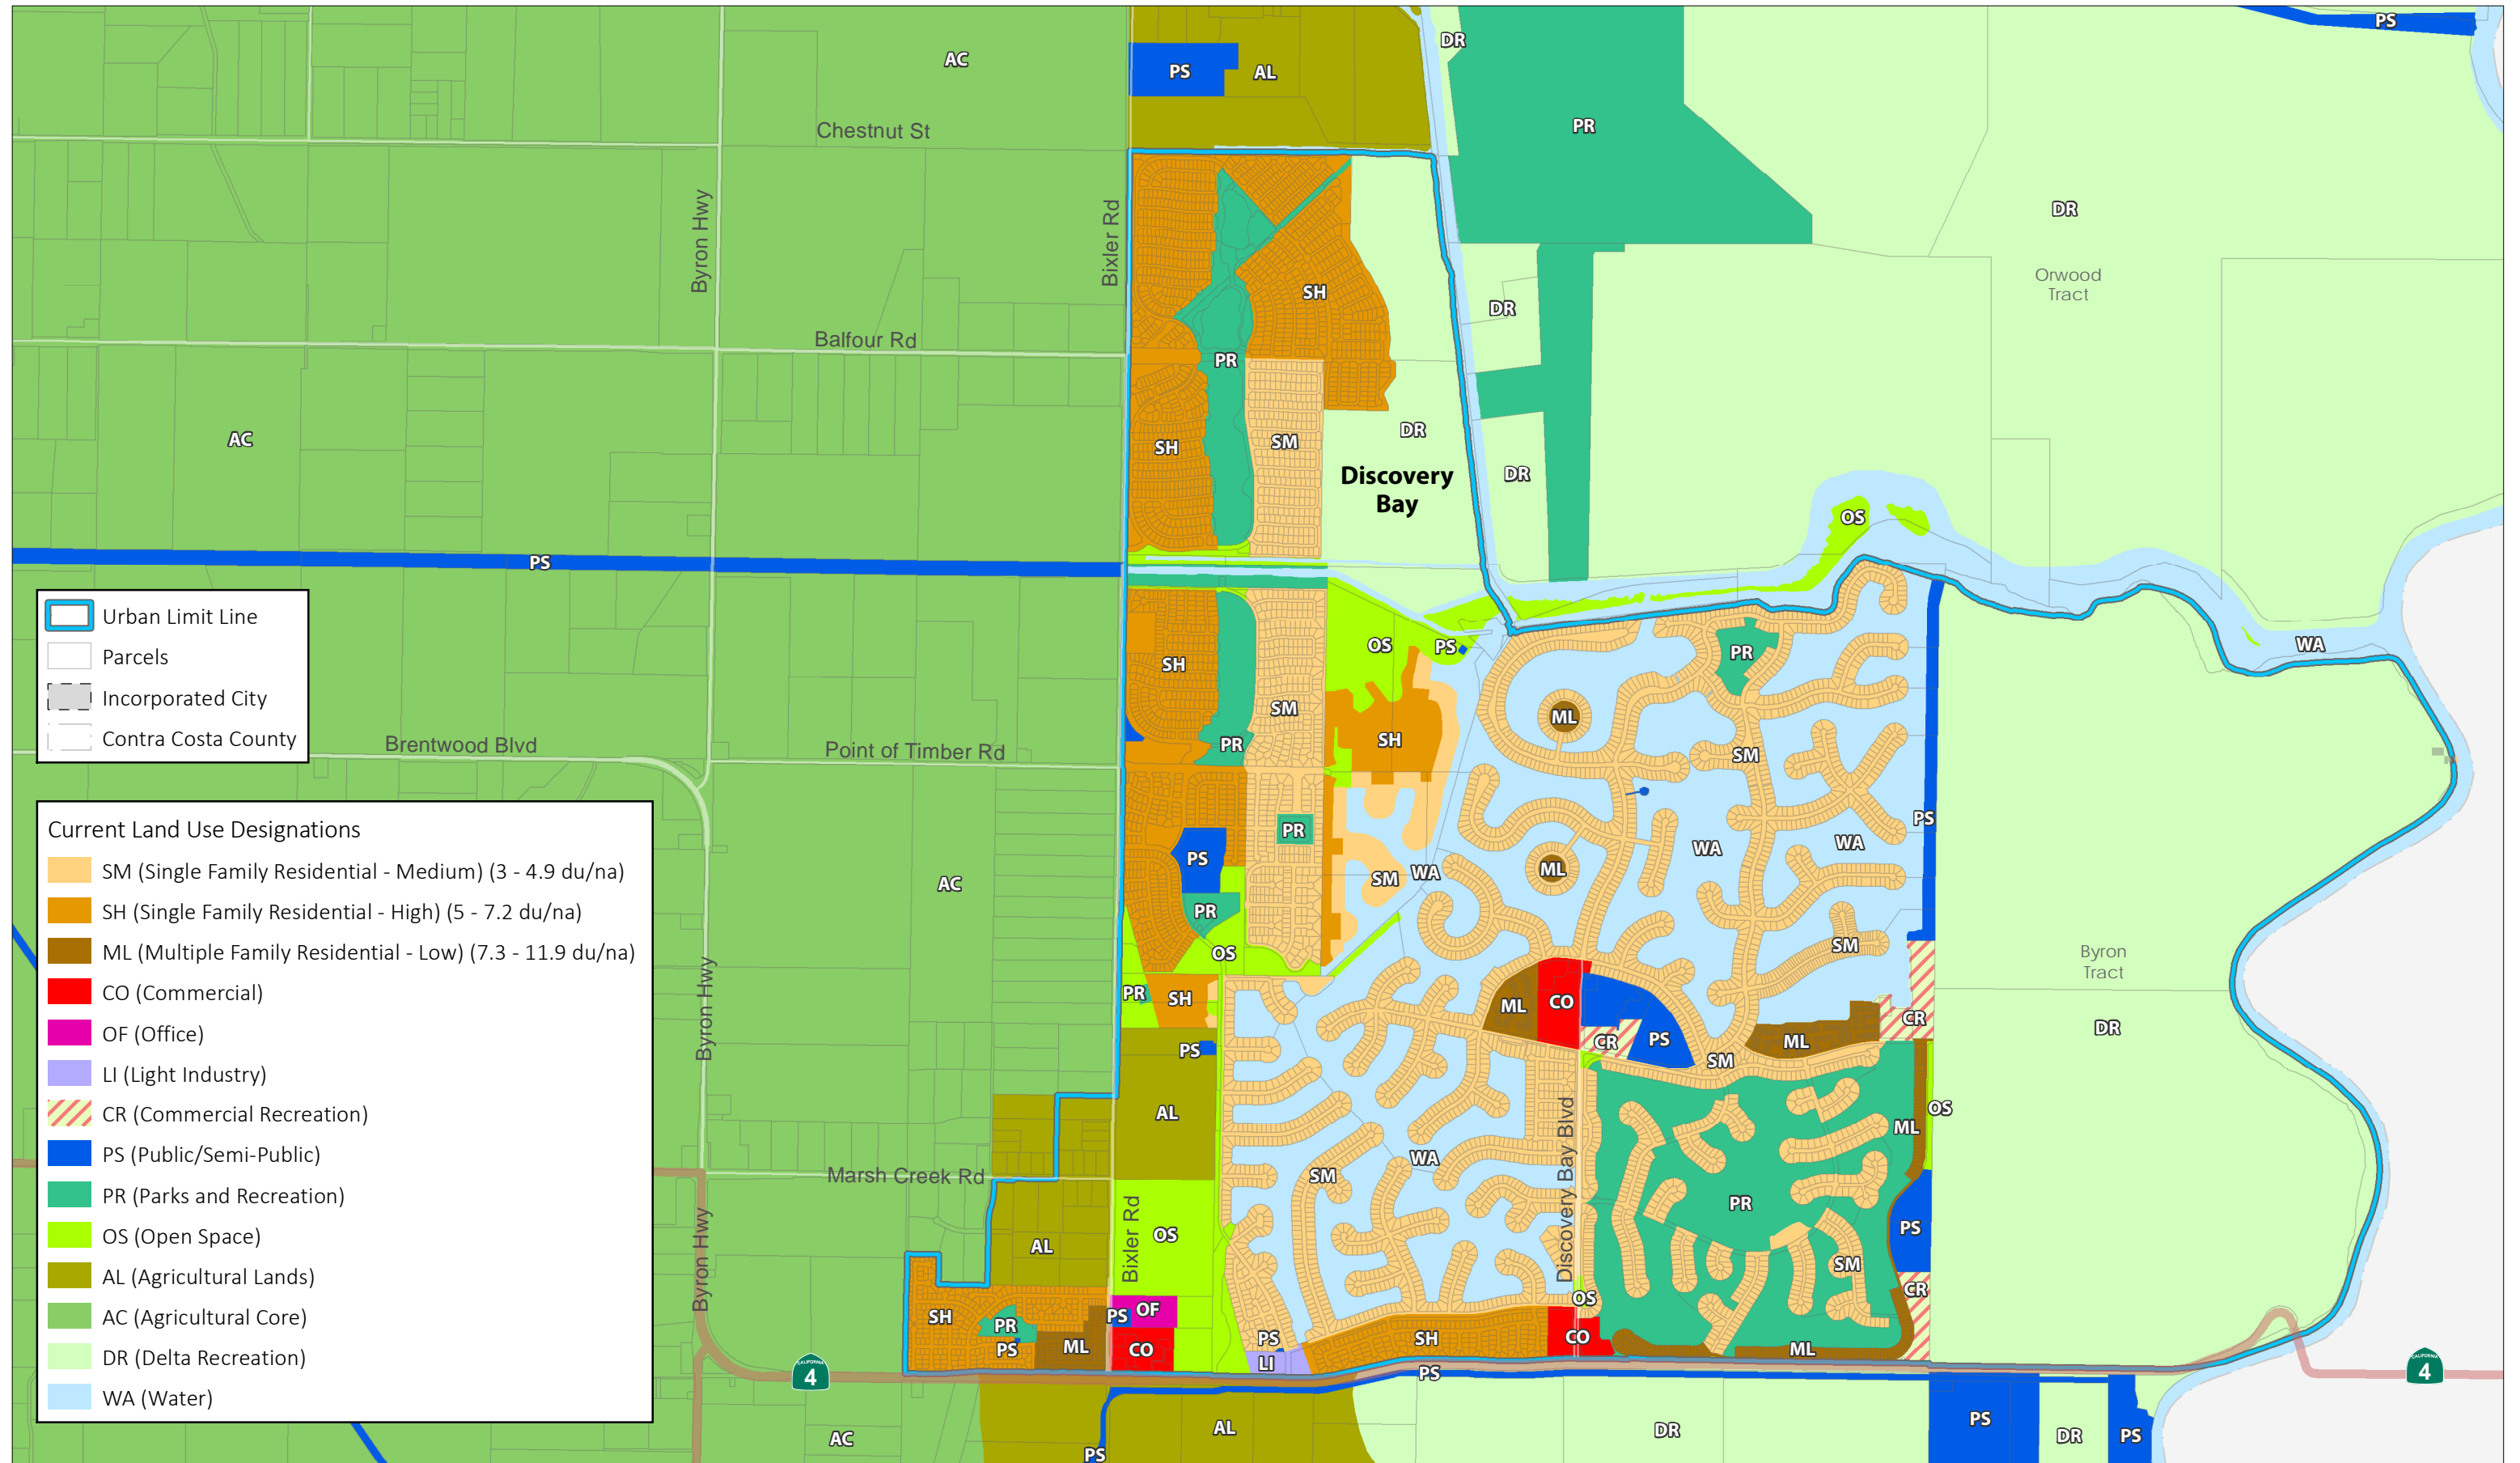 PS
DR
AC
PS
AL
PR
Chestnut St
DR
Byron Hwy
Bixler Rd
Orwood
Tract
SH
DR
Balfour Rd
PR
AC
DR
SM
SH
Discovery
Bay
DR
OS
PS
Urban Limit Line
Parcels
Incorporated City
Contra Costa County
OS
PS
PR
WA
SH
SM
ML
Brentwood Blvd
Point of Timber Rd
PR
SH
SM
Current Land Use Designations
SM (Single Family Residential - Medium) (3 - 4.9 du/na)
SH (Single Family Residential - High) (5 - 7.2 du/na)
ML (Multiple Family Residential - Low) (7.3 - 11.9 du/na)
CO (Commercial)
OF (Office)
LI (Light Industry)
CR (Commercial Recreation)
PS (Public/Semi-Public)
PR (Parks and Recreation)
OS (Open Space)
AL (Agricultural Lands)
AC (Agricultural Core)
DR (Delta Recreation)
WA (Water)
PS
PR
WA
WA
PS
ML
WA
SM
AC
PR
OS
SM
Byron
Tract
Byron Hwy
PR
SH
ML
CO
CR
PS
CR
ML
DR
PS
SM
AL
OS
ML
Discovery Bay Blvd
WA
Marsh Creek Rd
SM
PR
Bixler Rd
OS
PS
AL
SM
Byron Hwy
CR
OS
SH
PR
PS
OF
PS
SH
CO
PS
ML
CO
LI
ML
CALIFORNIA
4
PS
CALIFORNIA
4
AC
AL
PS
DR
PS
DR
PS